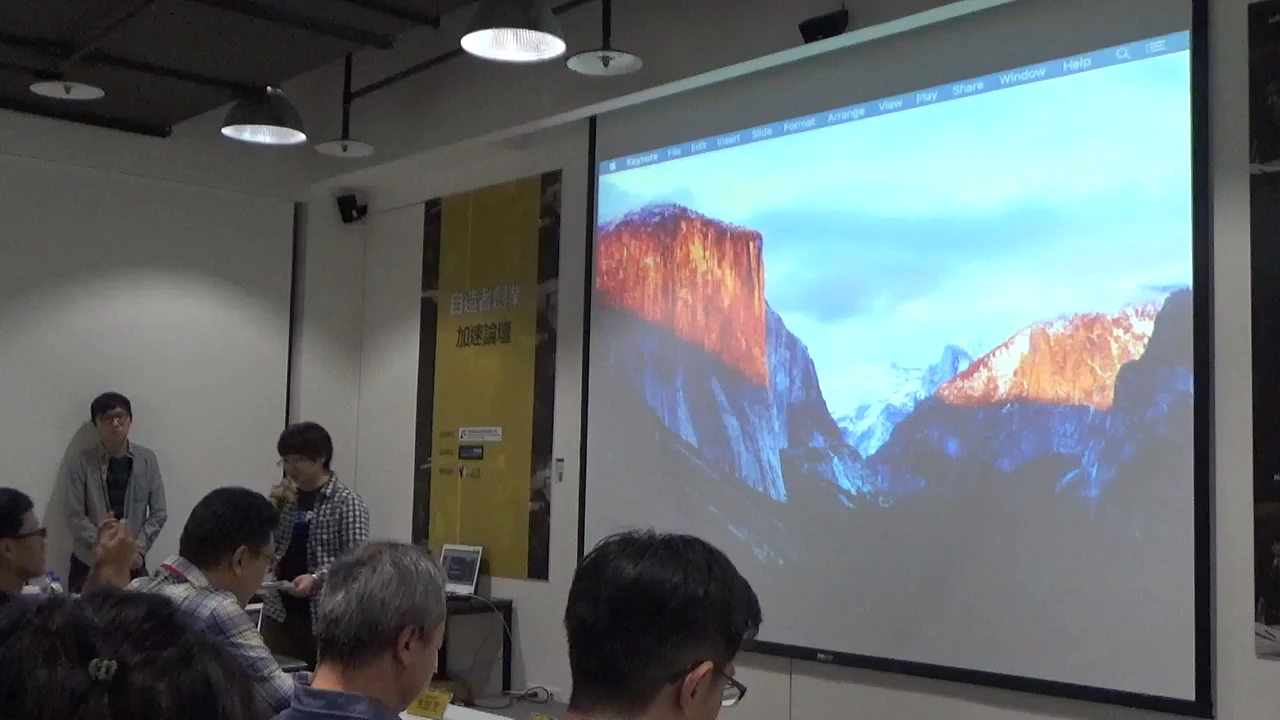 Keynote File Edit Insert Slide Format Arrange View Play Share Window Help
自造者創業
加速論壇